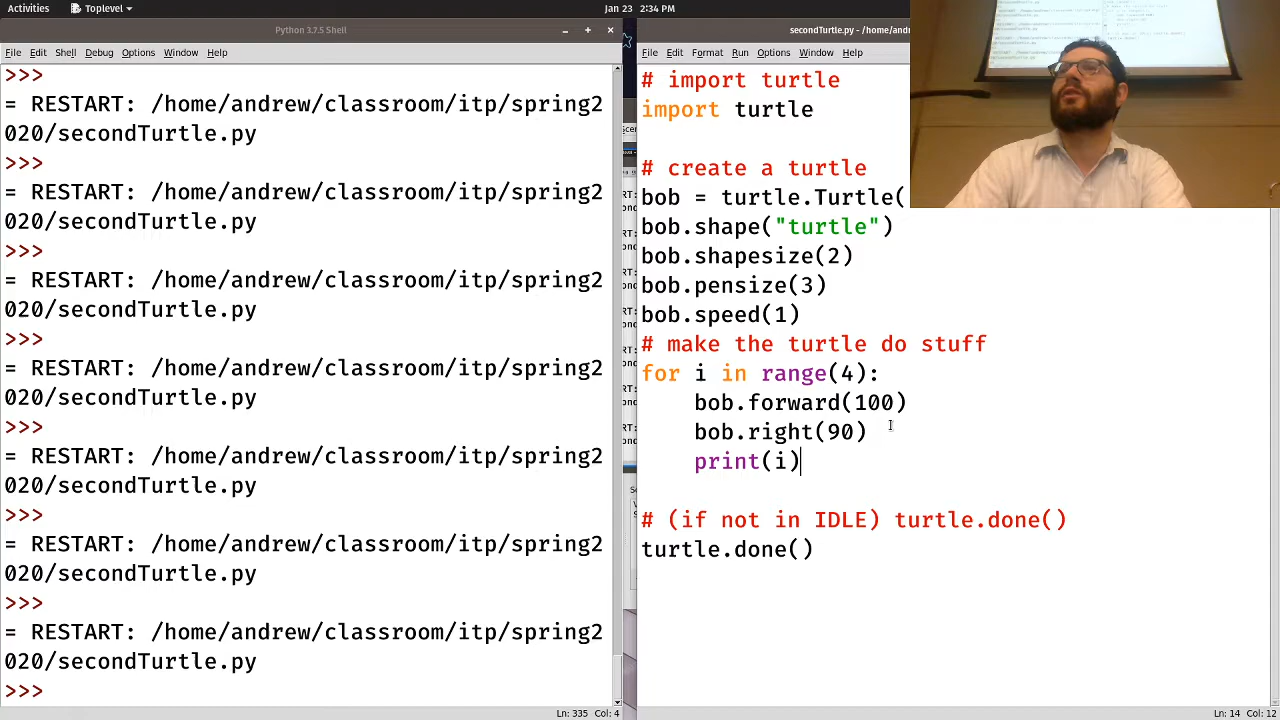 Activities Toplevel Jan 23 2:34 PM
Python 3.7.5 Shell
File Edit Shell Debug Window Help
>>>
= RESTART: /home/andrew/classroom/itp/spring2
020/secondTurtle.py
>>>
= RESTART: /home/andrew/classroom/itp/spring2
020/secondTurtle.py
>>>
= RESTART: /home/andrew/classroom/itp/spring2
020/secondTurtle.py
>>>
= RESTART: /home/andrew/classroom/itp/spring2
020/secondTurtle.py
>>>
= RESTART: /home/andrew/classroom/itp/spring2
020/secondTurtle.py
>>>
= RESTART: /home/andrew/classroom/itp/spring2
020/secondTurtle.py
>>>
= RESTART: /home/andrew/classroom/itp/spring2
020/secondTurtle.py
>>>
Ln: 335 Col: 4
secondTurtle.py - /home/an
File Format Window Help
# import turtle
import turtle
# create a turtle
bob = turtle.Turtle(
bob.shape("turtle")
bob.shapesize(2)
bob.pensize(3)
bob.speed(1)
# make the turtle do stuff
for i in range(4):
bob.forward(100)
bob.right(90)
print(i)
# (if not in IDLE) turtle.done()
turtle.done()
Ln: 14 Col: 12